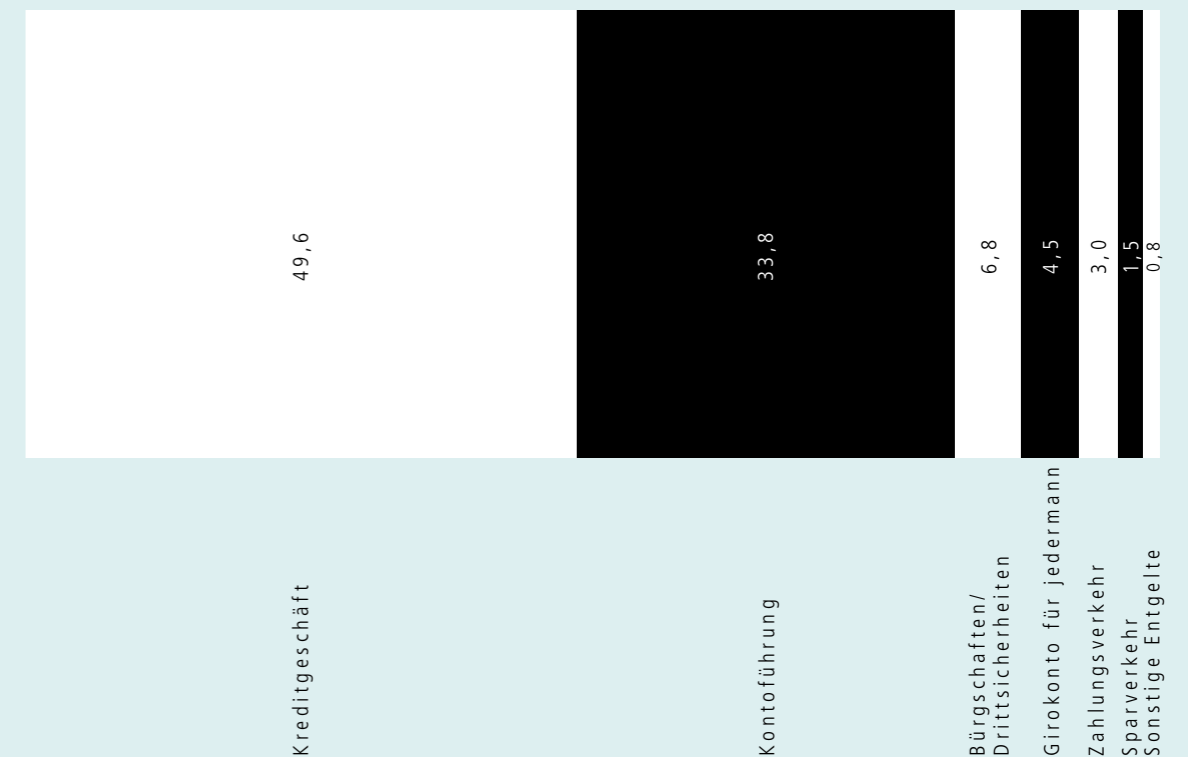 49,6
33,8
6,8
4,5
3,0
1,5
0,8
Kreditgeschäft
Kontoführung
Bürgschaften/
Drittsicherheiten
Girokonto für jedermann
Zahlungsverkehr
Sparverkehr
Sonstige Entgelte